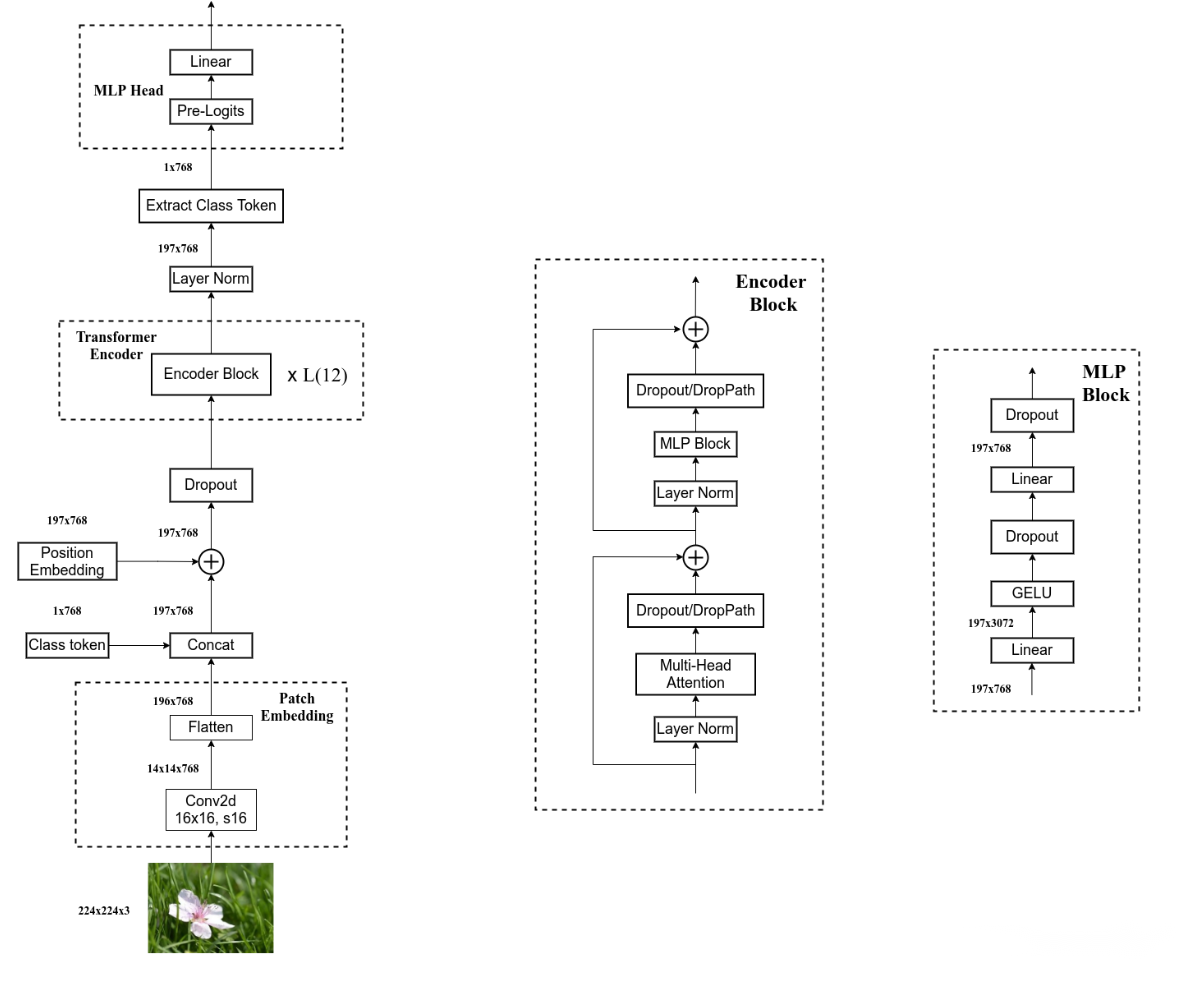 Linear
MLP Head
Pre-Logits
1x768
Extract Class Token
197x768
Layer Norm
Transformer
Encoder
Encoder Block
x L(12)
Dropout
197x768
197x768
Position
Embedding
1x768
197x768
Class token
Concat
Patch
Embedding
196x768
Flatten
14x14x768
Conv2d
16x16, s16
224x224x3
Encoder
Block
Dropout/DropPath
MLP Block
Layer Norm
Dropout/DropPath
Multi-Head
Attention
Layer Norm
MLP
Block
Dropout
197x768
Linear
Dropout
GELU
197x3072
Linear
197x768